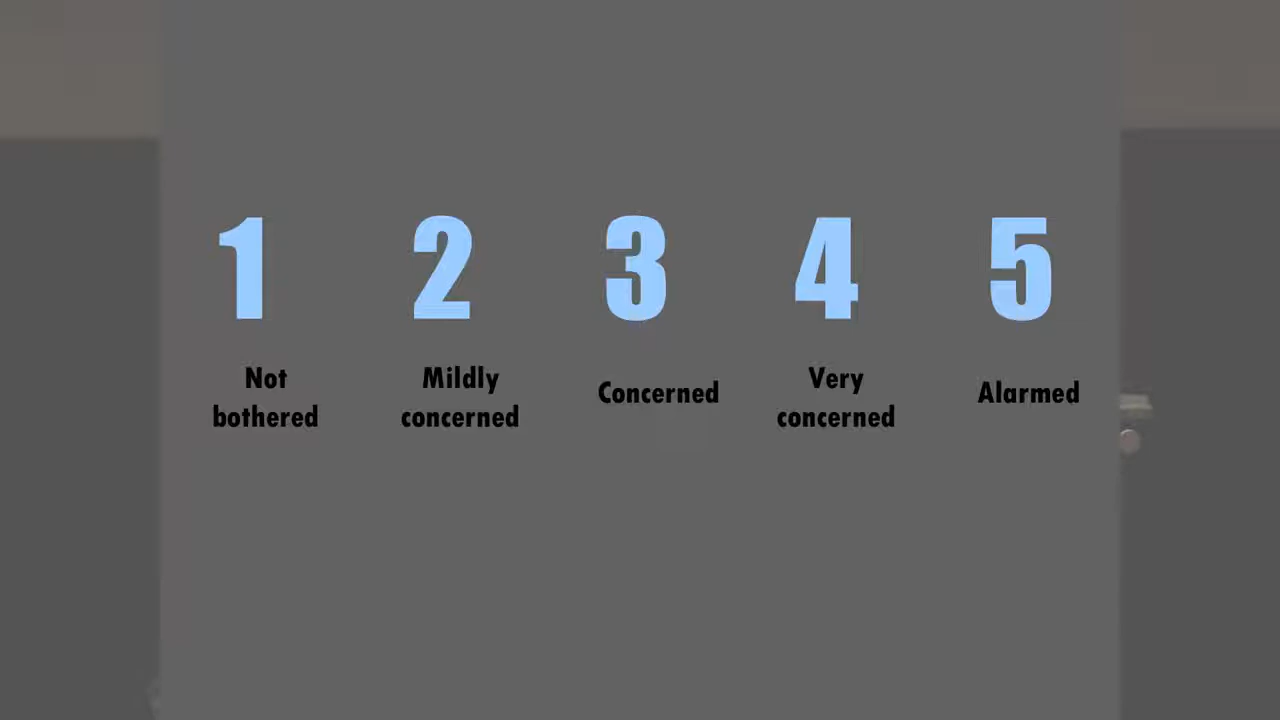 1 2 3 4 5
Not bothered
Mildly concerned
Concerned
Very concerned
Alarmed